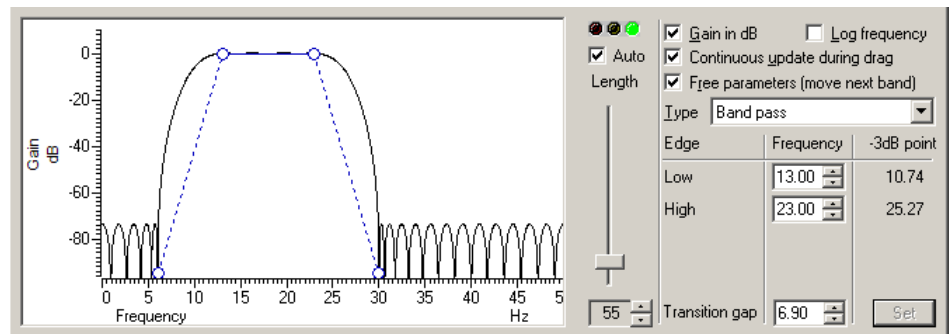 Gain
dB
0
-20
-40
-60
-80
0 5 10 15 20 25 30 35 40 45 5
Frequency Hz
Auto
Length
55
Gain in dB Log frequency
Continuous update during drag
Free parameters (move next band)
Type Band pass
Edge Frequency -3dB point
Low 13.00 10.74
High 23.00 25.27
Transition gap 6.90 Set